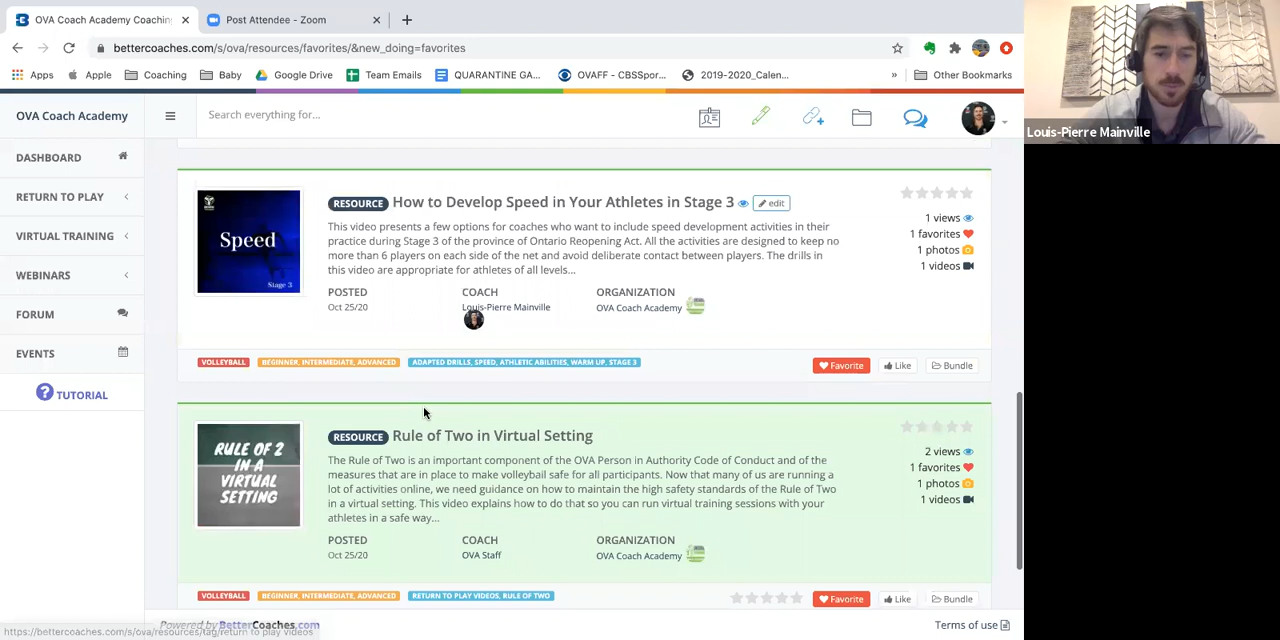 OVA Coach Academy Coaching
Post Attendee - Zoom
bettercoaches.com/s/ova/resources/favorites/&new_doing=favorites
Apps
Apple
Coaching
Baby
Google Drive
Team Emails
QUARANTINE GA...
OVAFF - CBSSpor...
2019-2020_Calen...
»
Other Bookmarks
OVA Coach Academy
Search everything...
DASHBOARD
RETURN TO PLAY
VIRTUAL TRAINING
WEBINARS
FORUM
EVENTS
? TUTORIAL
Speed
Stage 3
RESOURCE How to Develop Speed in Your Athletes in Stage 3 edit
This video presents a few options for coaches who want to include speed development activities in their
practice during Stage 3 of the province of Ontario Reopening Act. All the activities are designed to keep no
more than 6 players on each side of the net and avoid deliberate contact between players. The drills in
this video are appropriate for athletes of all levels...
POSTED COACH ORGANIZATION
Oct 25/20 Louis-Pierre Mainville OVA Coach Academy
1 views
1 favorites
1 photos
1 videos
VOLLEYBALL BEGINNER, INTERMEDIATE, ADVANCED ADAPTED DRILLS, SPEED, ATHLETIC ABILITIES, WARM UP, STAGE 3
Favorite Like Bundle
RULE OF 2
IN A
VIRTUAL
SETTING
RESOURCE Rule of Two in Virtual Setting
The Rule of Two is an important component of the OVA Person in Authority Code of Conduct and of the
measures that are in place to make volleyball safe for all participants. Now that many of us are running a
lot of activities online, we need guidance on how to maintain the high safety standards of the Rule of Two
in a virtual setting. This video explains how to do that so you can run virtual training sessions with your
athletes in a safe way...
POSTED COACH ORGANIZATION
Oct 25/20 OVA Staff OVA Coach Academy
2 views
1 favorites
1 photos
1 videos
VOLLEYBALL BEGINNER, INTERMEDIATE, ADVANCED RETURN TO PLAY VIDEOS, RULE OF TWO
Favorite Like Bundle
Powered by BetterCoaches.com
Terms of use
https://bettercoaches.com/s/ova/resources/tag/return to play videos
Louis-Pierre Mainville